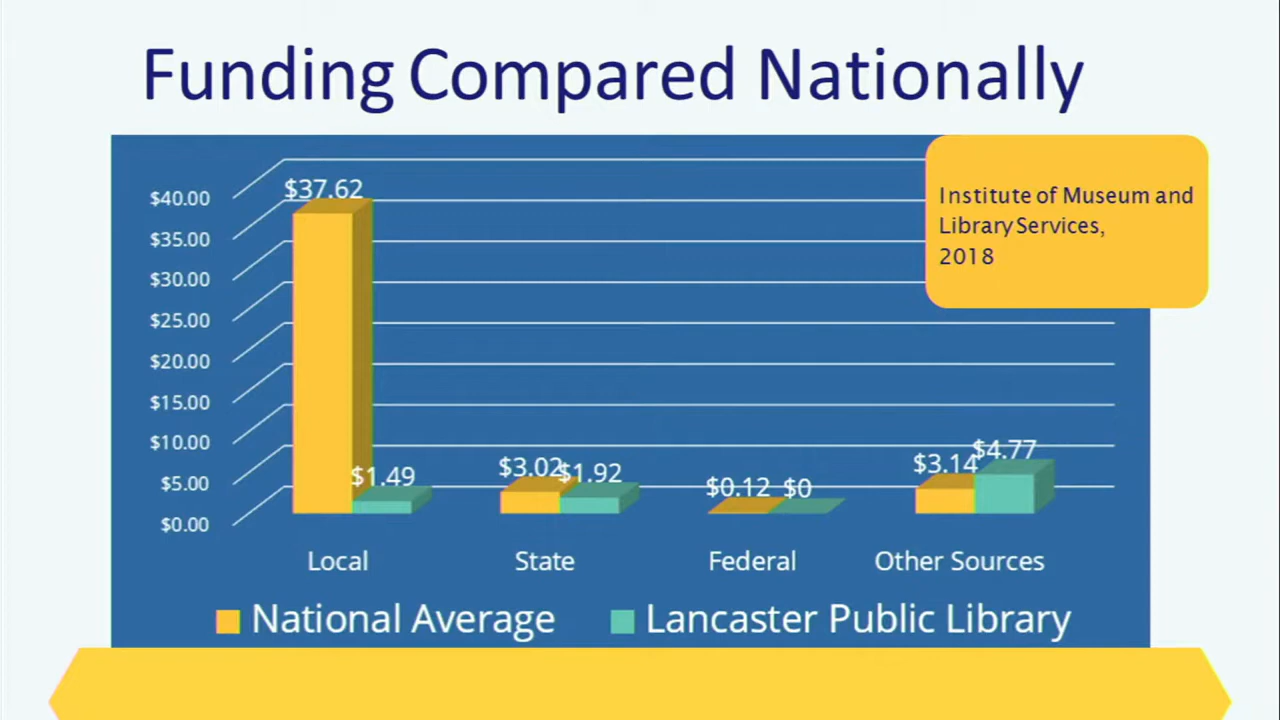 Funding Compared Nationally
Institute of Museum and
Library Services,
2018
$40.00
$35.00
$30.00
$25.00
$20.00
$15.00
$10.00
$5.00
$0.00
$37.62
$1.49
$3.02
$1.92
$0.12
$0
$3.14
$4.77
Local
State
Federal
Other Sources
National Average
Lancaster Public Library